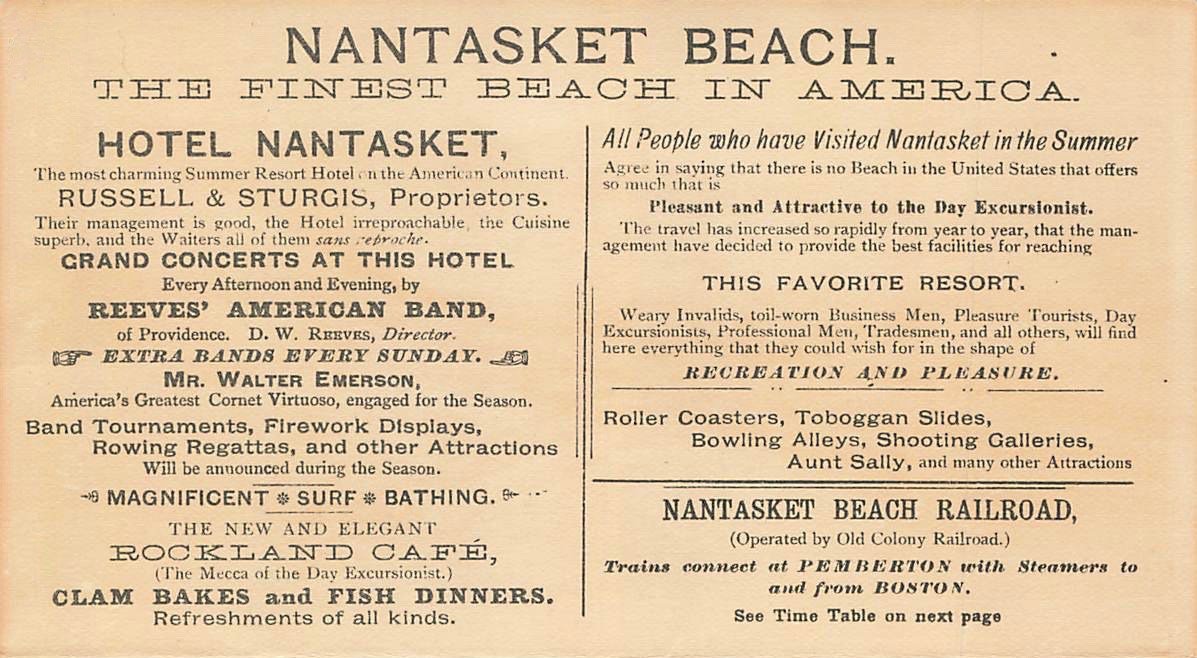 NANTASKET BEACH.
THE FINEST BEACH IN AMERICA.
HOTEL NANTASKET,
The most charming Summer Resort Hotel on the American Continent.
RUSSELL & STURGIS, Proprietors.
Their management is good, the Hotel irreproachable, the Cuisine
superb, and the Waiters all of them sans reproche.
GRAND CONCERTS AT THIS HOTEL
Every Afternoon and Evening, by
REEVES' AMERICAN BAND,
of Providence. D. W. REEVES, Director.
EXTRA BANDS EVERY SUNDAY.
MR. WALTER EMERSON,
America's Greatest Cornet Virtuoso, engaged for the Season.
Band Tournaments, Firework Displays,
Rowing Regattas, and other Attractions
Will be announced during the Season.
MAGNIFICENT SURF BATHING.
THE NEW AND ELEGANT
ROCKLAND CAFÉ,
(The Mecca of the Day Excursionist.)
CLAM BAKES and FISH DINNERS.
Refreshments of all kinds.
All People who have Visited Nantasket in the Summer
Agree in saying that there is no Beach in the United States that offers
so much that is
Pleasant and Attractive to the Day Excursionist.
The travel has increased so rapidly from year to year, that the man-
agement have decided to provide the best facilities for reaching
THIS FAVORITE RESORT.
Weary Invalids, toil-worn Business Men, Pleasure Tourists, Day
Excursionists, Professional Men, Tradesmen, and all others, will find
here everything that they could wish for in the shape of
RECREATION AND PLEASURE.
Roller Coasters, Toboggan Slides,
Bowling Alleys, Shooting Galleries,
Aunt Sally, and many other Attractions
NANTASKET BEACH RAILROAD,
(Operated by Old Colony Railroad.)
Trains connect at PEMBERTON with Steamers to
and from BOSTON.
See Time Table on next page